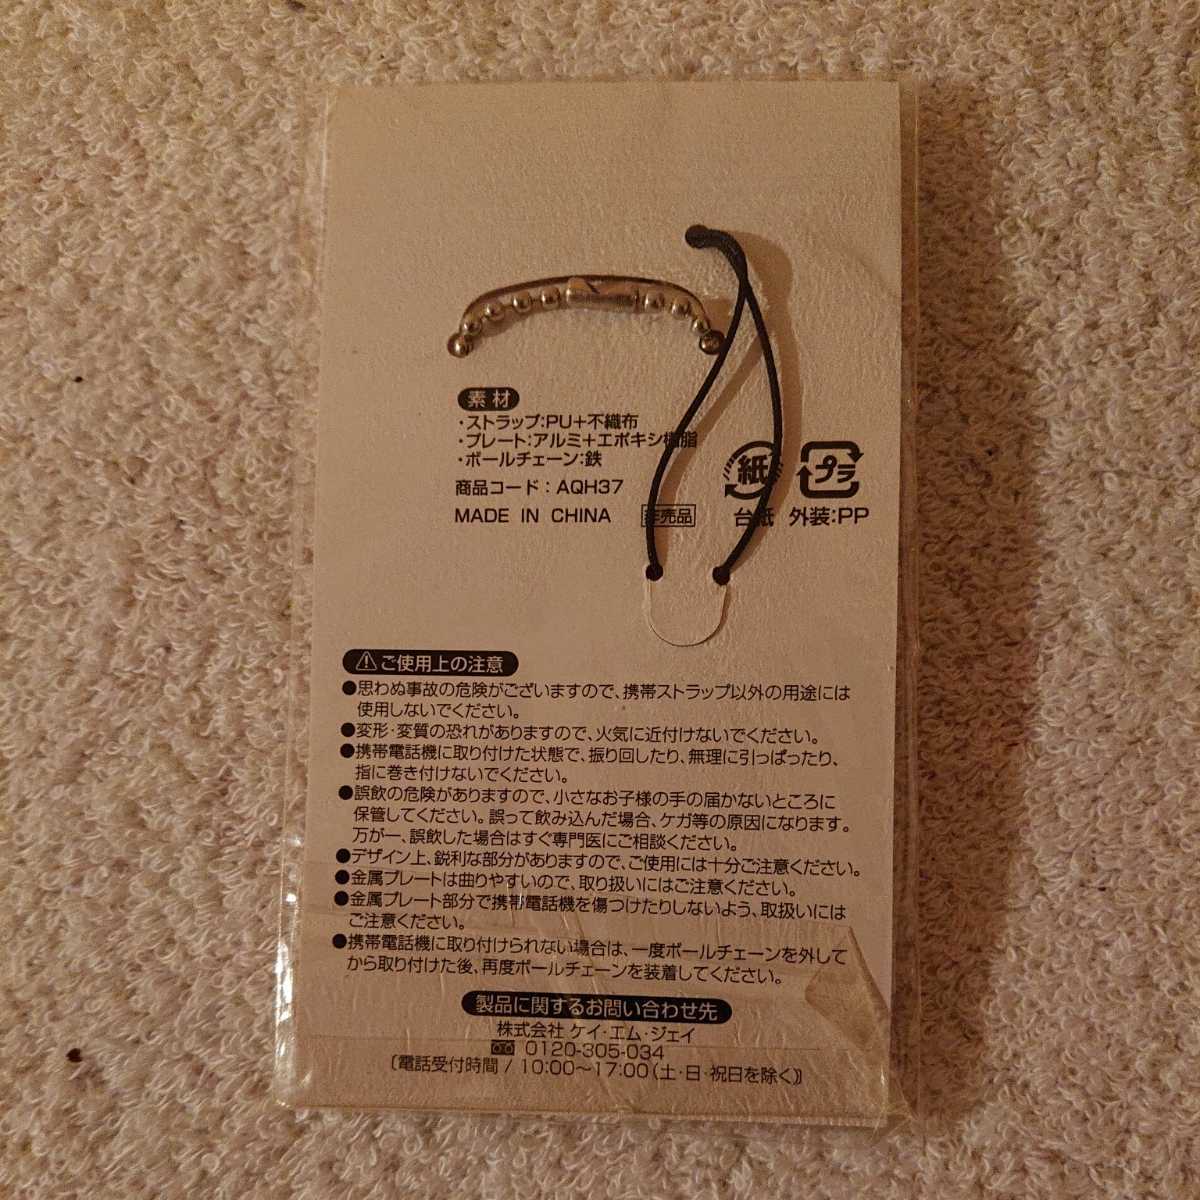 素材
・ストラップ:PU+不織布
・プレート:アルミ+エポキシ樹脂
・ボールチェーン:鉄
商品コード:AQH37
MADE IN CHINA 非売品
紙 プラ
台紙 外装:PP
ご使用上の注意
●思わぬ事故の危険がございますので、携帯ストラップ以外の用途には
使用しないでください。
●変形・変質の恐れがありますので、火気に近付けないでください。
●携帯電話機に取り付けた状態で、振り回したり、無理に引っぱったり、
指に巻き付けないでください。
●誤飲の危険がありますので、小さなお子様の手の届かないところに
保管してください。誤って飲み込んだ場合、ケガ等の原因になります。
万が一、誤飲した場合はすぐ専門医にご相談ください。
●デザイン上、鋭利な部分がありますので、ご使用には十分ご注意ください。
●金属プレートは曲りやすいので、取り扱いにはご注意ください。
●金属プレート部分で携帯電話機を傷つけたりしないよう、取扱いには
ご注意ください。
●携帯電話機に取り付けられない場合は、一度ボールチェーンを外して
から取り付けた後、再度ボールチェーンを装着してください。
製品に関するお問い合わせ先
株式会社 ケイ・エム・ジェイ
0120-305-034
〔電話受付時間 / 10:00〜17:00(土・日・祝日を除く)〕